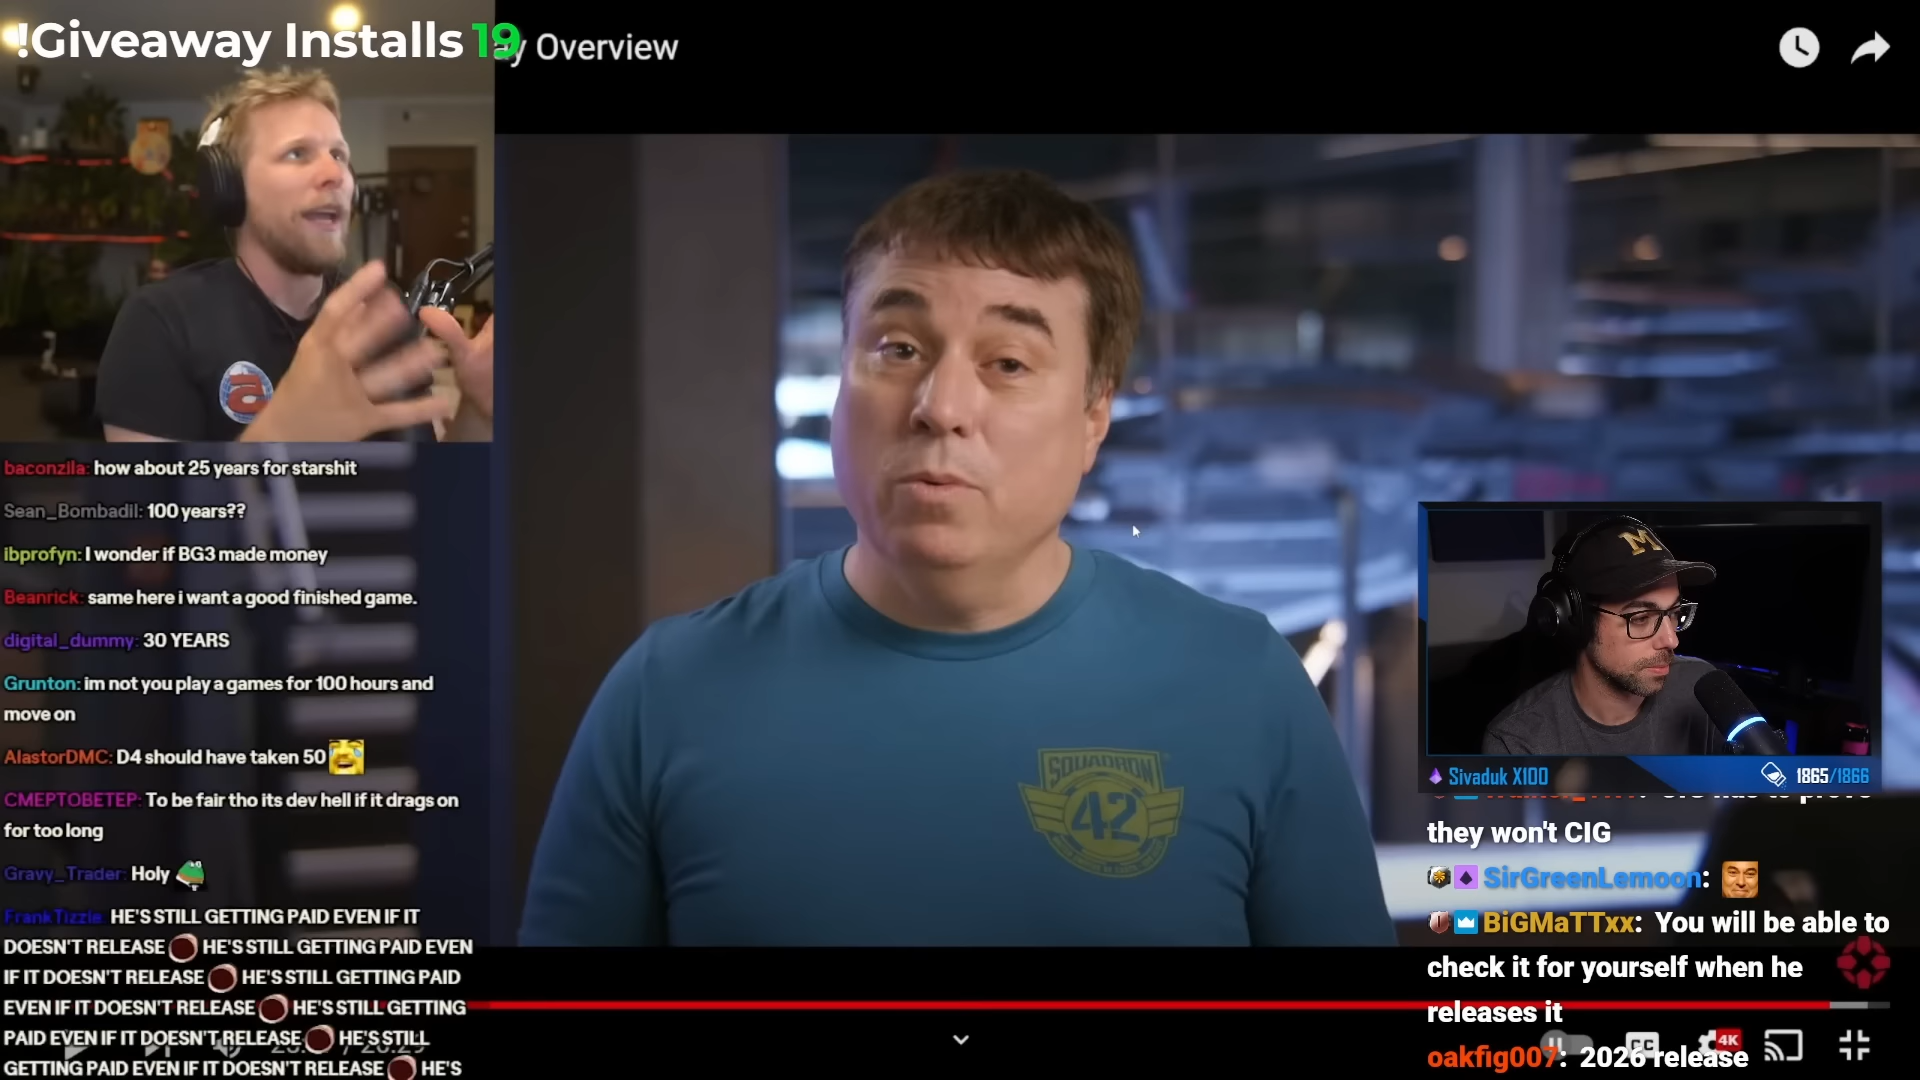 !Giveaway Installs 19
ay Overview
baconzila: how about 25 years for starshit
Sean_Bombadil: 100 years??
ibprofyn: I wonder if BG3 made money
Beanrick: same here i want a good finished game.
digital_dummy: 30 YEARS
Grunton: im not you play a games for 100 hours and
move on
AlastorDMC: D4 should have taken 50
CMEPTOBETEP: To be fair tho its dev hell if it drags on
for too long
Gravy_Trader: Holy
FrankTizzle: HE'S STILL GETTING PAID EVEN IF IT
DOESN'T RELEASE HE'S STILL GETTING PAID EVEN
IF IT DOESN'T RELEASE HE'S STILL GETTING PAID
EVEN IF IT DOESN'T RELEASE HE'S STILL GETTING
PAID EVEN IF IT DOESN'T RELEASE HE'S STILL
GETTING PAID EVEN IF IT DOESN'T RELEASE HE'S
a
SQUADRON
42
M
Sivaduk X100
1865/1866
they won't CIG
SirGreenLemoon:
BiGMaTTxx: You will be able to
check it for yourself when he
releases it
oakfig007: 2026 release
CC
4K